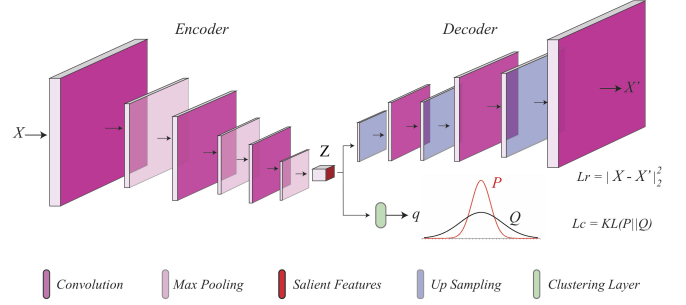 Encoder
Decoder
X
X'
Z
P
Q
q
Lr = | X - X' |²₂
Lc = KL(P||Q)
Convolution
Max Pooling
Salient Features
Up Sampling
Clustering Layer